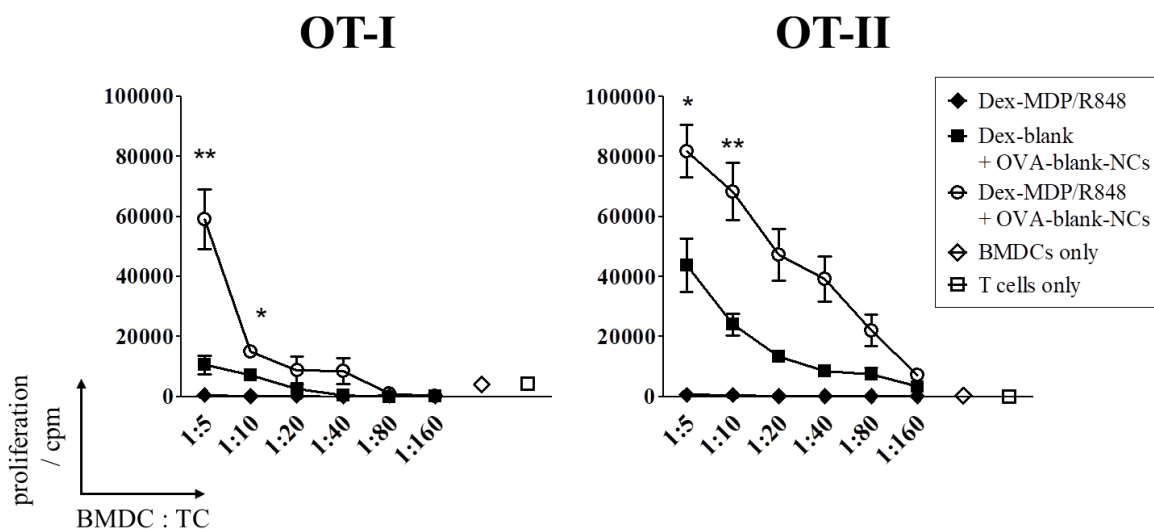 OT-I
OT-II
100000
80000
60000
40000
20000
0
**
*
1:5
1:10
1:20
1:40
1:80
1:160
100000
80000
60000
40000
20000
0
*
**
1:5
1:10
1:20
1:40
1:80
1:160
Dex-MDP/R848
Dex-blank
+ OVA-blank-NCs
Dex-MDP/R848
+ OVA-blank-NCs
BMDCs only
T cells only
proliferation
/ cpm
BMDC : TC